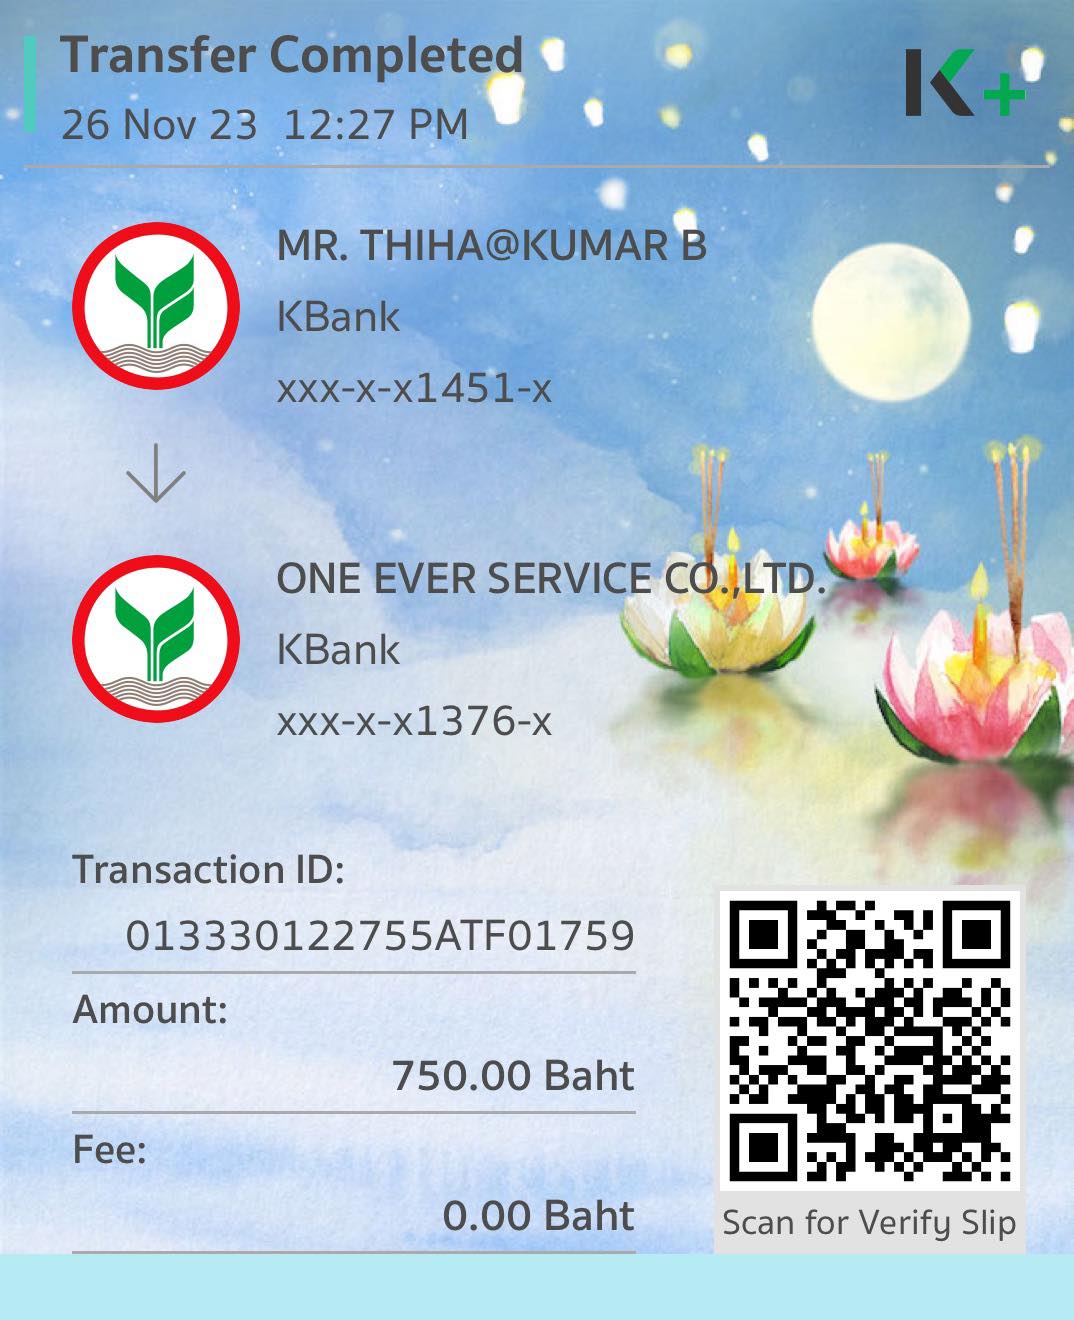 Transfer Completed
26 Nov 23 12:27 PM
K+
MR. THIHA@KUMAR B
KBank
xxx-x-x1451-x
ONE EVER SERVICE CO.,LTD.
KBank
xxx-x-x1376-x
Transaction ID:
013330122755ATF01759
Amount:
750.00 Baht
Fee:
0.00 Baht
Scan for Verify Slip